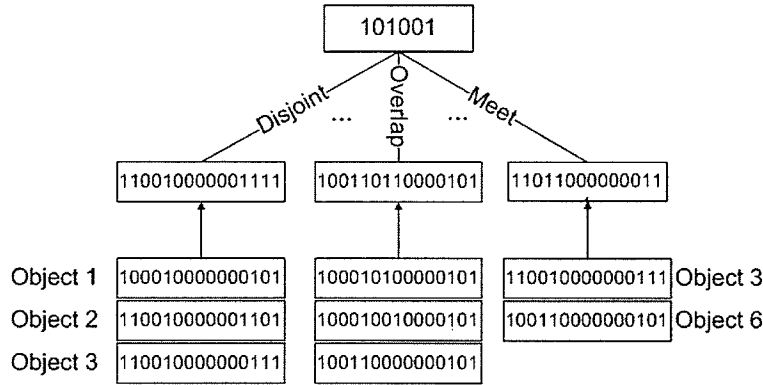 101001
Disjoint ... Overlap ... Meet
110010000001111 100110110000101 11011000000011
Object 1 100010000000101 100010100000101 110010000000111 Object 3
Object 2 110010000001101 100010010000101 100110000000101 Object 6
Object 3 110010000000111 100110000000101